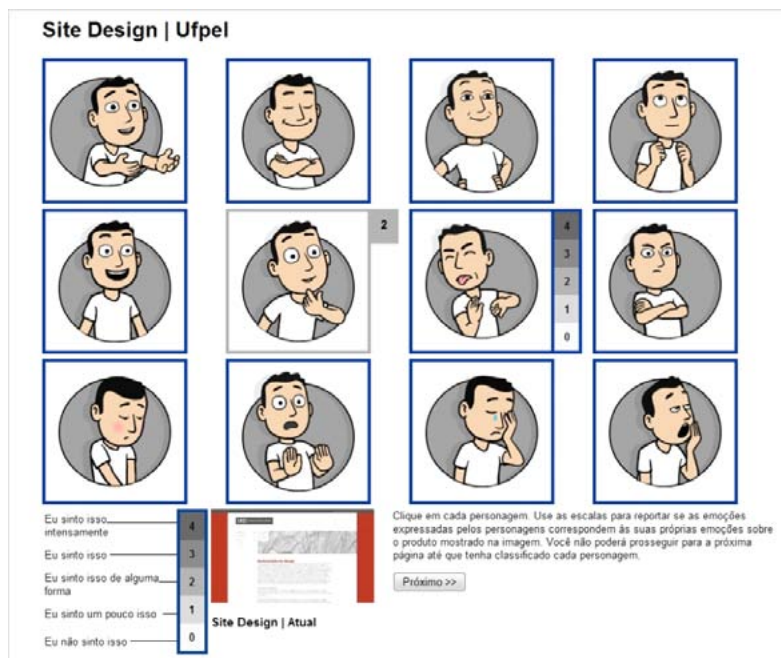 Site Design | Ufpel
2
4
3
2
1
0
Eu sinto isso
intensamente
Eu sinto isso
Eu sinto isso de alguma
forma
Eu sinto um pouco isso
Eu não sinto isso
4
3
2
1
0
Site Design | Atual
Clique em cada personagem. Use as escalas para reportar se as emoções
expressadas pelos personagens correspondem ás suas próprias emoções sobre
o produto mostrado na imagem. Você não poderá prosseguir para a próxima
página até que tenha classificado cada personagem.
Próximo >>